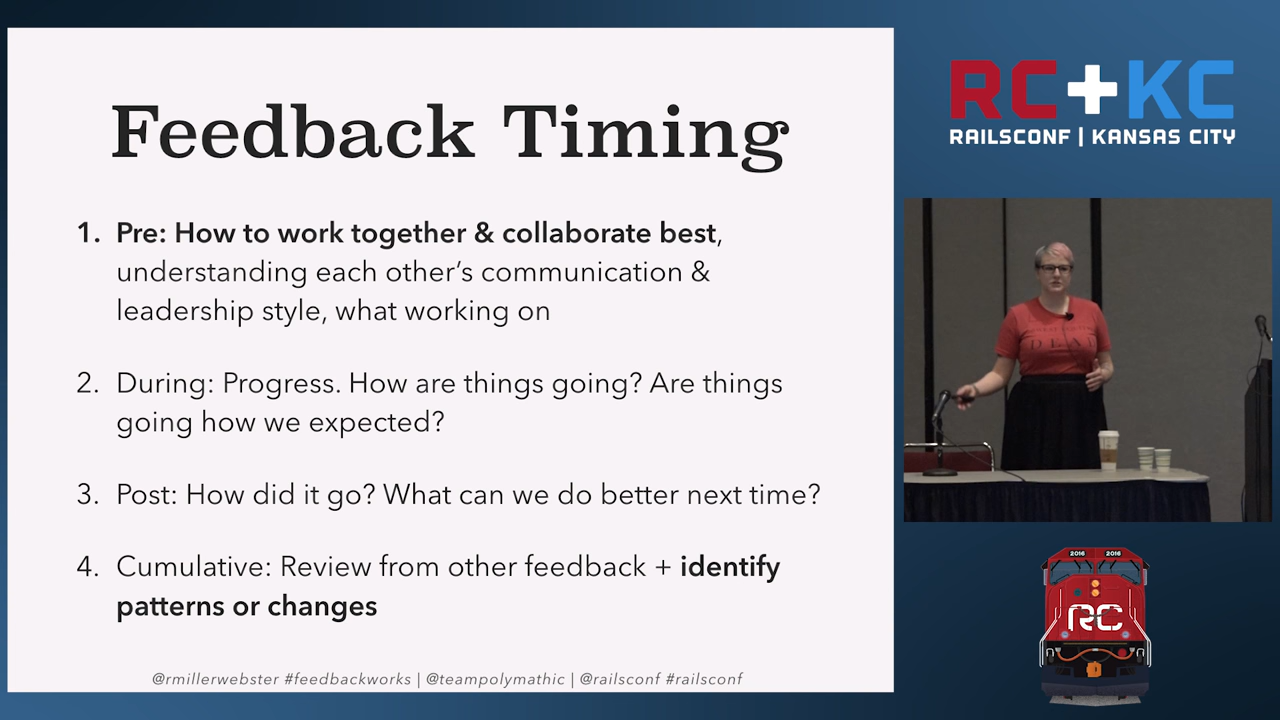 Feedback Timing
1. Pre: How to work together & collaborate best,
understanding each other’s communication &
leadership style, what working on
2. During: Progress. How are things going? Are things
going how we expected?
3. Post: How did it go? What can we do better next time?
4. Cumulative: Review from other feedback + identify
patterns or changes
@rmillerwebster #feedbackworks | @teampolymathic | @railsconf #railsconf
RC+KC
RAILSCONF | KANSAS CITY
DEAL
2016 2016
RC